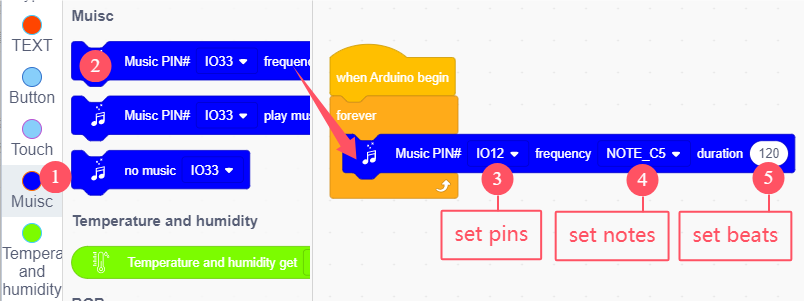 TEXT
Button
Touch
1
Muisc
Tempera
and
humidity
Muisc
2 Music PIN# IO33 frequenc
Muisc PIN# IO33 play mus
no music IO33
Temperature and humidity
Temperature and humidity get
when Arduino begin
forever
Music PIN# IO12 frequency NOTE_C5 duration 120
3 4 5
set pins set notes set beats